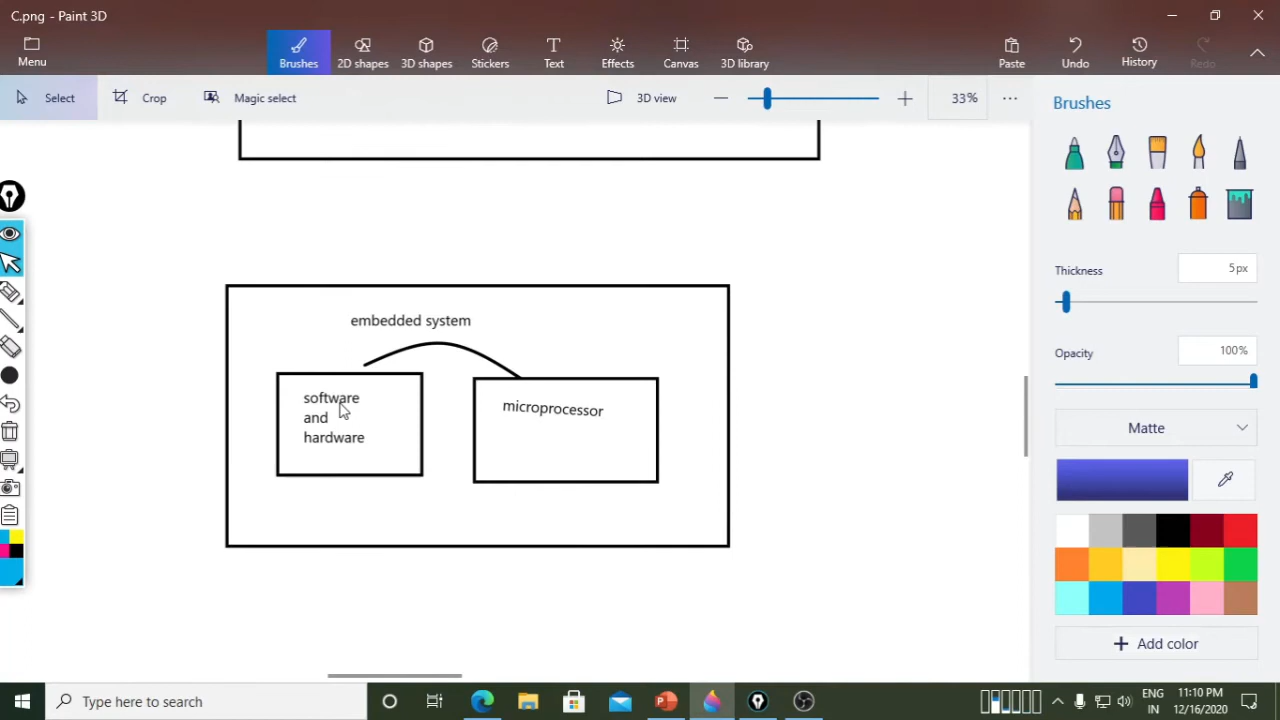 C.png - Paint 3D
Menu
Brushes
2D shapes
3D shapes
Stickers
Text
Effects
Canvas
3D library
Paste
Undo
History
Redo
Select
Crop
Magic select
3D view
33%
Brushes
Thickness
5px
Opacity
100%
Matte
Add color
embedded system
software
and
hardware
microprocessor
Type here to search
ENG
IN
11:10 PM
12/16/2020